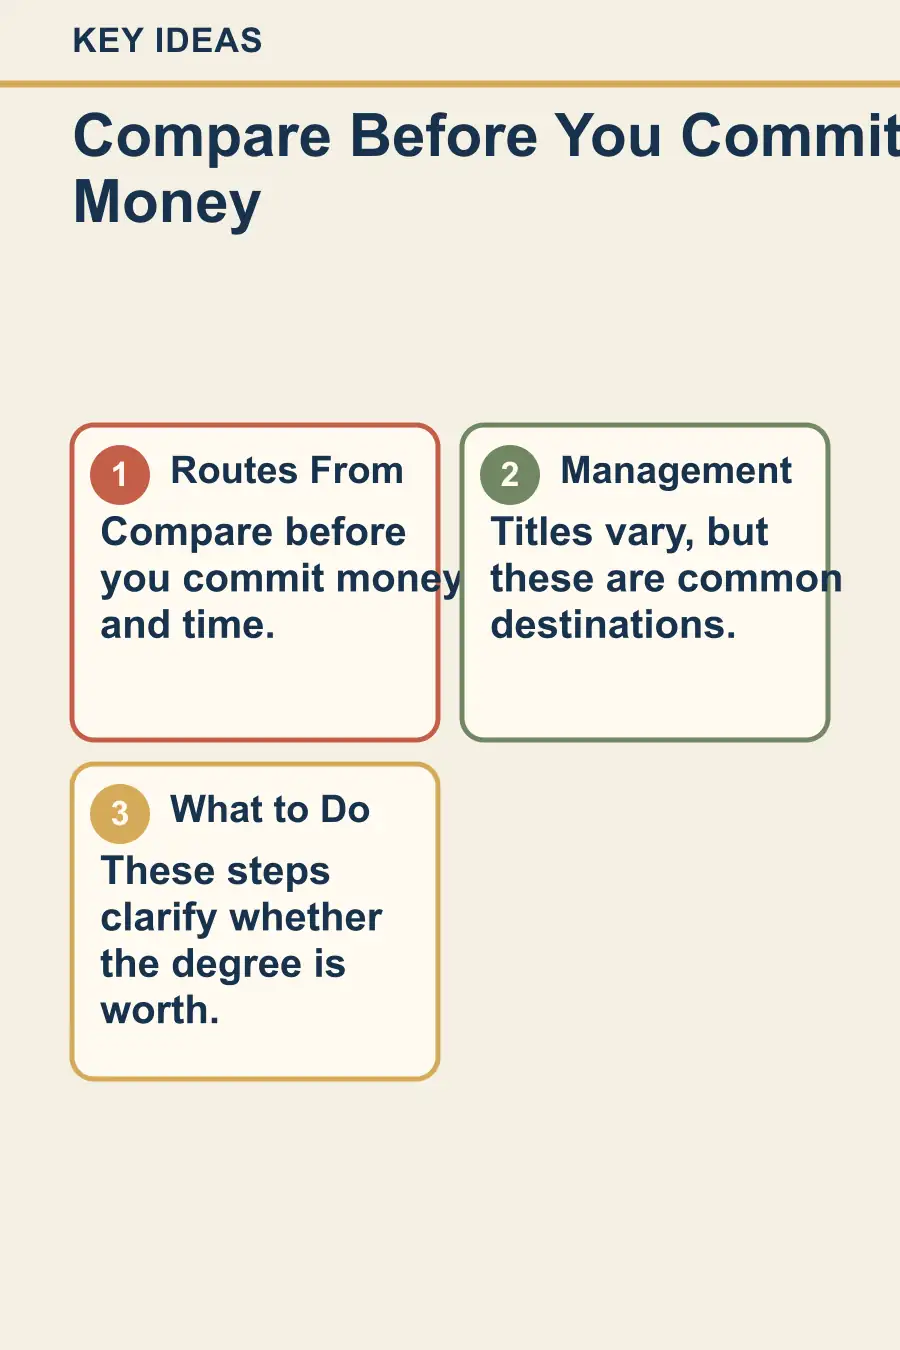 KEY IDEAS
Compare Before You Commit
Money
1 Routes From
Compare before
you commit money
and time.
2 Management
Titles vary, but
these are common
destinations.
3 What to Do
These steps
clarify whether
the degree is
worth.